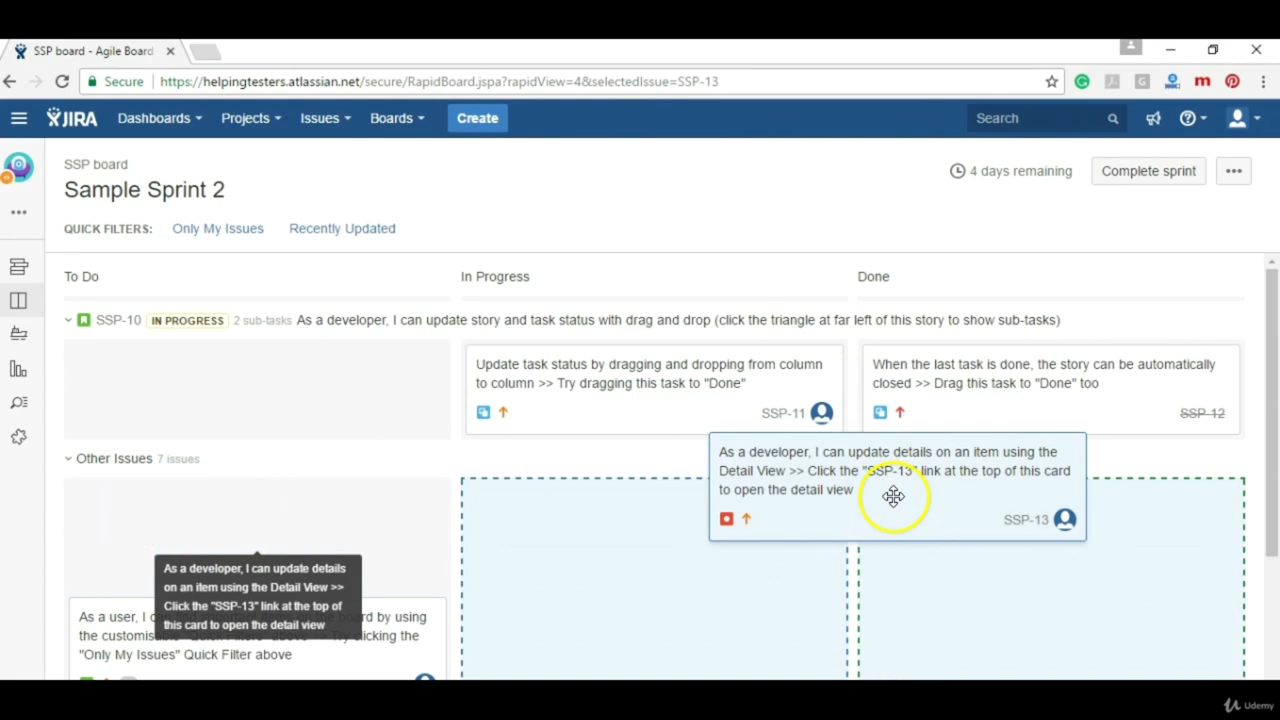 SSP board - Agile Board
Secure https://helpingtesters.atlassian.net/secure/RapidBoard.jspa?rapidView=4&selectedIssue=SSP-13
JIRA Dashboards Projects Issues Boards Create Search
SSP board
Sample Sprint 2
4 days remaining Complete sprint
QUICK FILTERS: Only My Issues Recently Updated
To Do In Progress Done
SSP-10 IN PROGRESS 2 sub-tasks As a developer, I can update story and task status with drag and drop (click the triangle at far left of this story to show sub-tasks)
Update task status by dragging and dropping from column
to column >> Try dragging this task to "Done"
SSP-11
When the last task is done, the story can be automatically
closed >> Drag this task to "Done" too
SSP-12
Other Issues 7 issues
As a developer, I can update details on an item using the
Detail View >> Click the "SSP-13" link at the top of this card
to open the detail view
SSP-13
As a developer, I can update details
on an item using the Detail View >>
Click the "SSP-13" link at the top of
this card to open the detail view
As a user, I board by using
the customisable clicking the
"Only My Issues" Quick Filter above
Udemy